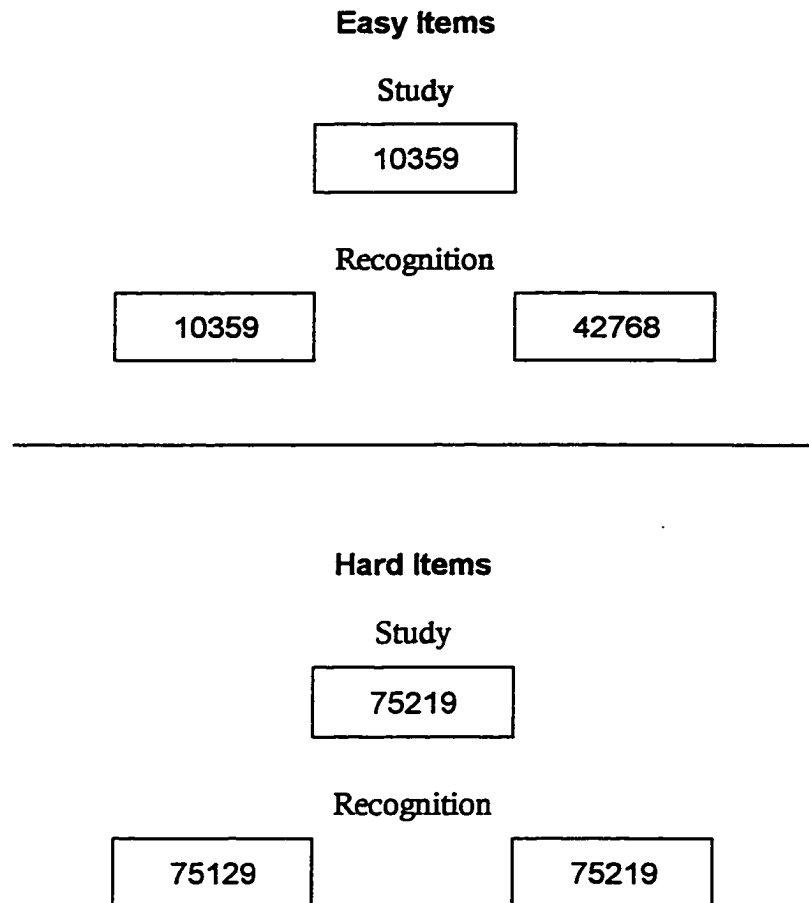 Easy Items
Study
10359
Recognition
10359 42768
Hard Items
Study
75219
Recognition
75129 75219